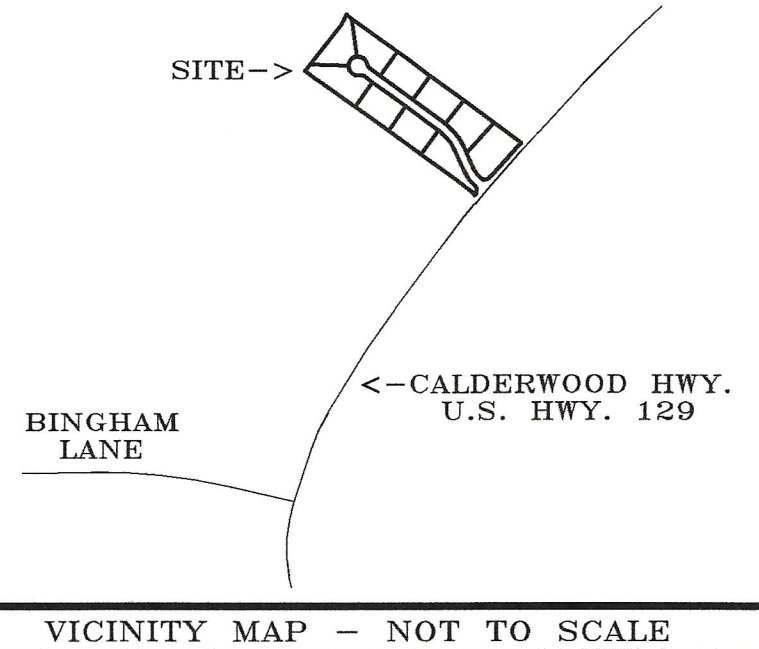 SITE->
<-CALDERWOOD HWY.
U.S. HWY. 129
BINGHAM
LANE
VICINITY MAP - NOT TO SCALE